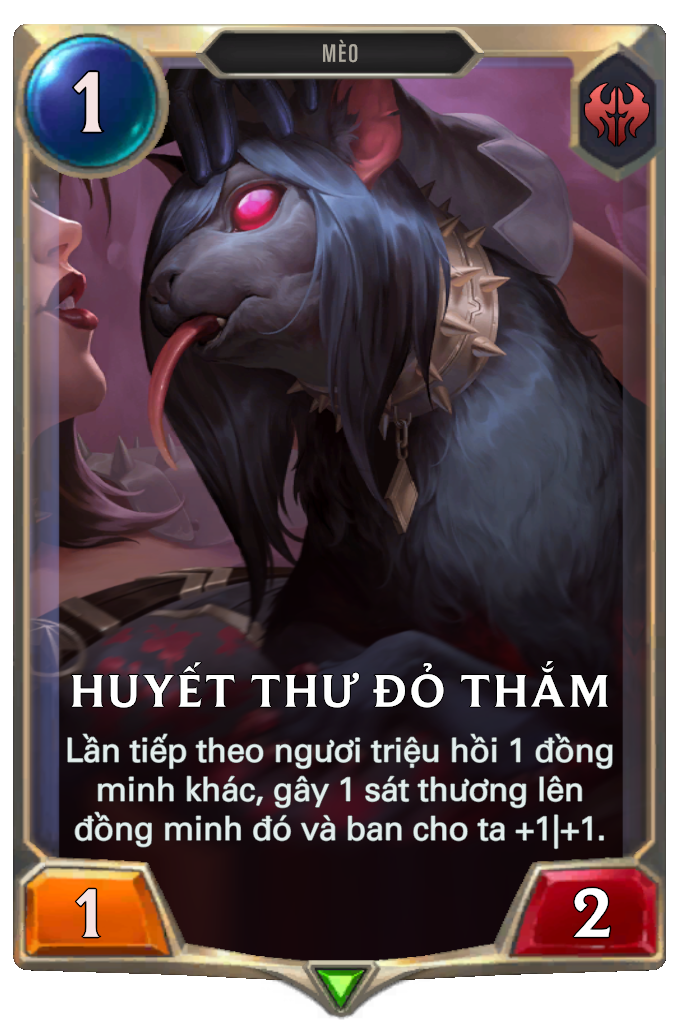 1
MÈO
HUYẾT THƯ ĐỎ THẮM
Lần tiếp theo ngươi triệu hồi 1 đồng
minh khác, gây 1 sát thương lên
đồng minh đó và ban cho ta +1|+1.
1
2